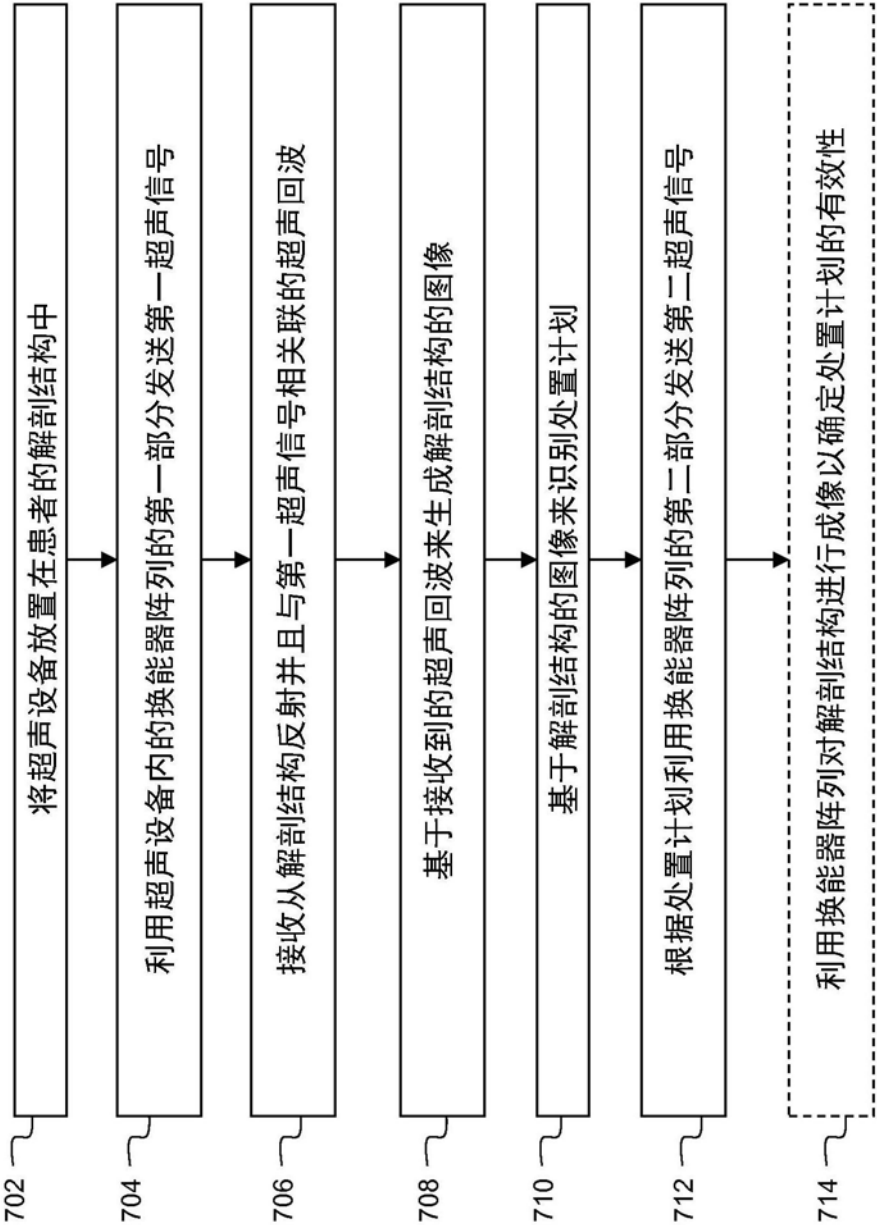 702
将超声设备放置在患者的解剖结构中
704
利用超声设备内的换能器阵列的第一部分发送第一超声信号
706
接收从解剖结构反射并且与第一超声信号相关联的超声回波
708
基于接收到的超声回波来生成解剖结构的图像
710
基于解剖结构的图像来识别处置计划
712
根据处置计划利用换能器阵列的第二部分发送第二超声信号
714
利用换能器阵列对解剖结构进行成像以确定处置计划的有效性